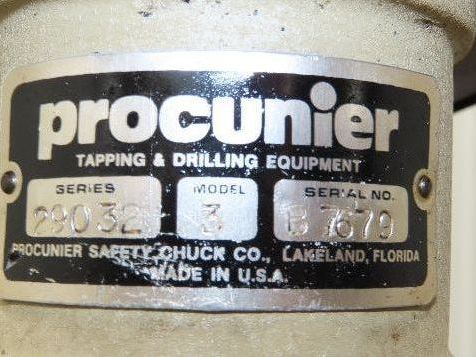 procunier
TAPPING & DRILLING EQUIPMENT
SERIES MODEL SERIAL NO.
29032 3 B 7679
PROCUNIER SAFETY CHUCK CO., LAKELAND, FLORIDA
MADE IN U.S.A.